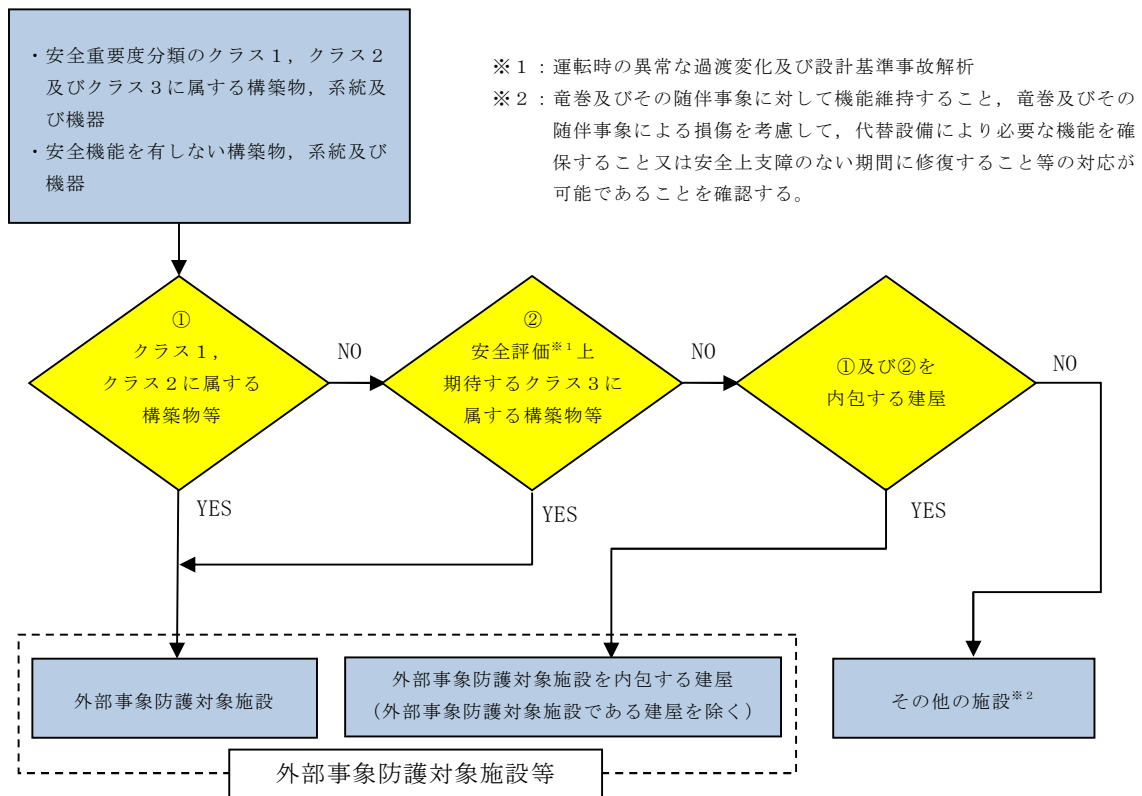 ・安全重要度分類のクラス１，クラス２
及びクラス３に属する構築物，系統及
び機器
・安全機能を有しない構築物，系統及び
機器
※１：運転時の異常な過渡変化及び設計基準事故解析
※２：竜巻及びその随伴事象に対して機能維持すること，竜巻及びその
随伴事象による損傷を考慮して，代替設備により必要な機能を確
保すること又は安全上支障のない期間に修復すること等の対応が
可能であることを確認する。
①
クラス１，
クラス２に属する
構築物等
NO
②
安全評価※１上
期待するクラス３に
属する構築物等
NO
①及び②を
内包する建屋
NO
YES
YES
YES
外部事象防護対象施設
外部事象防護対象施設を内包する建屋
（外部事象防護対象施設である建屋を除く）
その他の施設※２
外部事象防護対象施設等